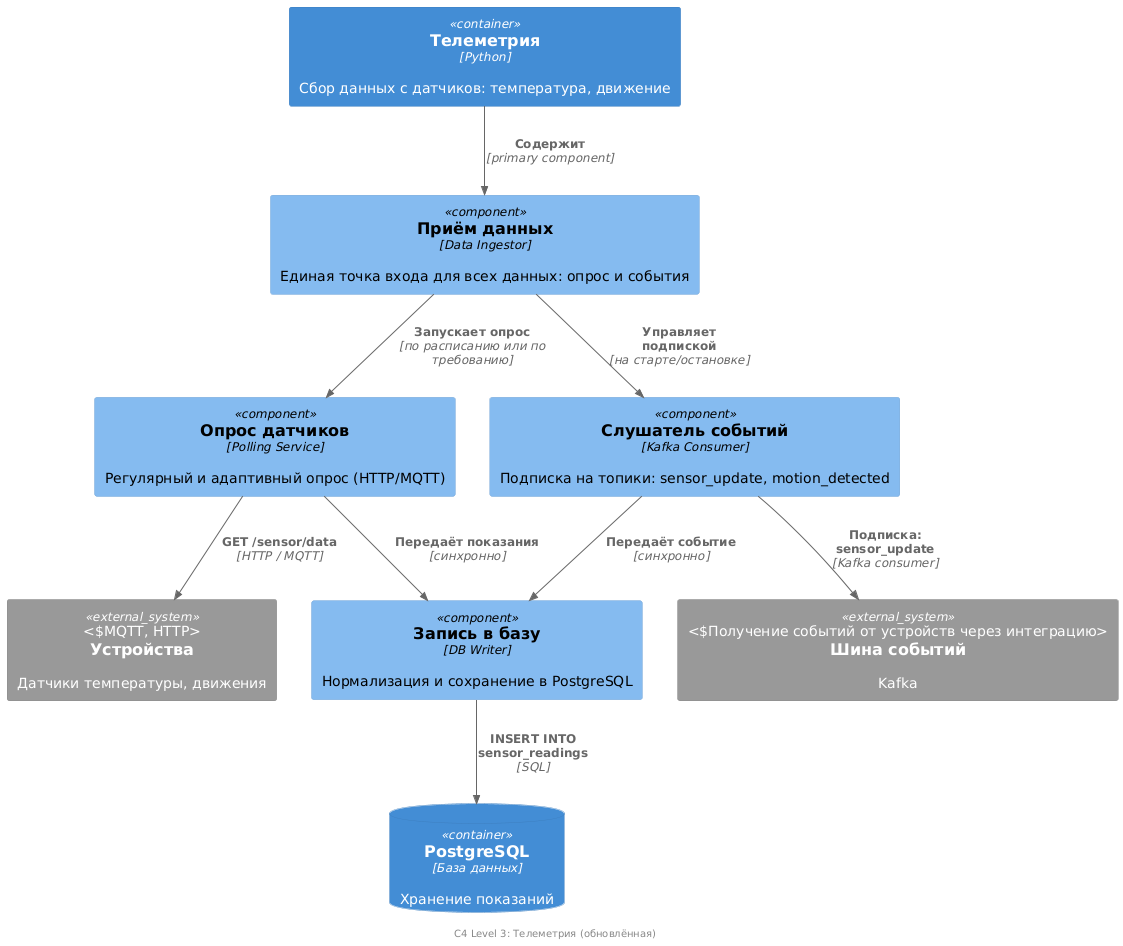 «container»
Телеметрия
[Python]
Сбор данных с датчиков: температура, движение
Содержит
[primary component]
«component»
Приём данных
[Data Ingestor]
Единая точка входа для всех данных: опрос и события
Запускает опрос
[по расписанию или по
требованию]
Управляет
подпиской
[на старте/остановке]
«component»
Опрос датчиков
[Polling Service]
Регулярный и адаптивный опрос (HTTP/MQTT)
«component»
Слушатель событий
[Kafka Consumer]
Подписка на топики: sensor_update, motion_detected
GET /sensor/data
[HTTP / MQTT]
Передаёт показания
[синхронно]
Передаёт событие
[синхронно]
Подписка:
sensor_update
[Kafka consumer]
«external_system»
<$MQTT, HTTP>
Устройства
Датчики температуры, движения
«component»
Запись в базу
[DB Writer]
Нормализация и сохранение в PostgreSQL
«external_system»
<$Получение событий от устройств через интеграцию>
Шина событий
Kafka
INSERT INTO
sensor_readings
[SQL]
«container»
PostgreSQL
[База данных]
Хранение показаний
C4 Level 3: Телеметрия (обновлённая)